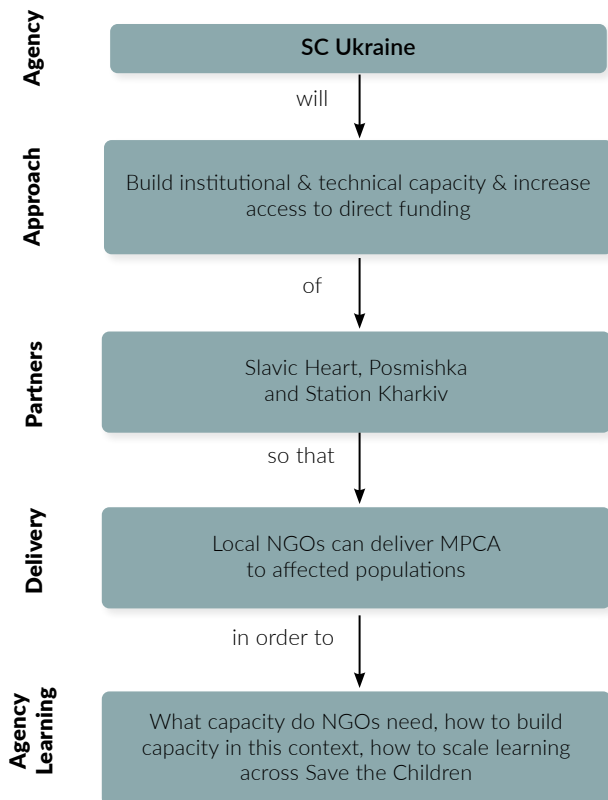 Agency
SC Ukraine
will
Approach
Build institutional & technical capacity & increase
access to direct funding
of
Partners
Slavic Heart, Posmishka
and Station Kharkiv
so that
Delivery
Local NGOs can deliver MPCA
to affected populations
in order to
Agency
Learning
What capacity do NGOs need, how to build
capacity in this context, how to scale learning
across Save the Children